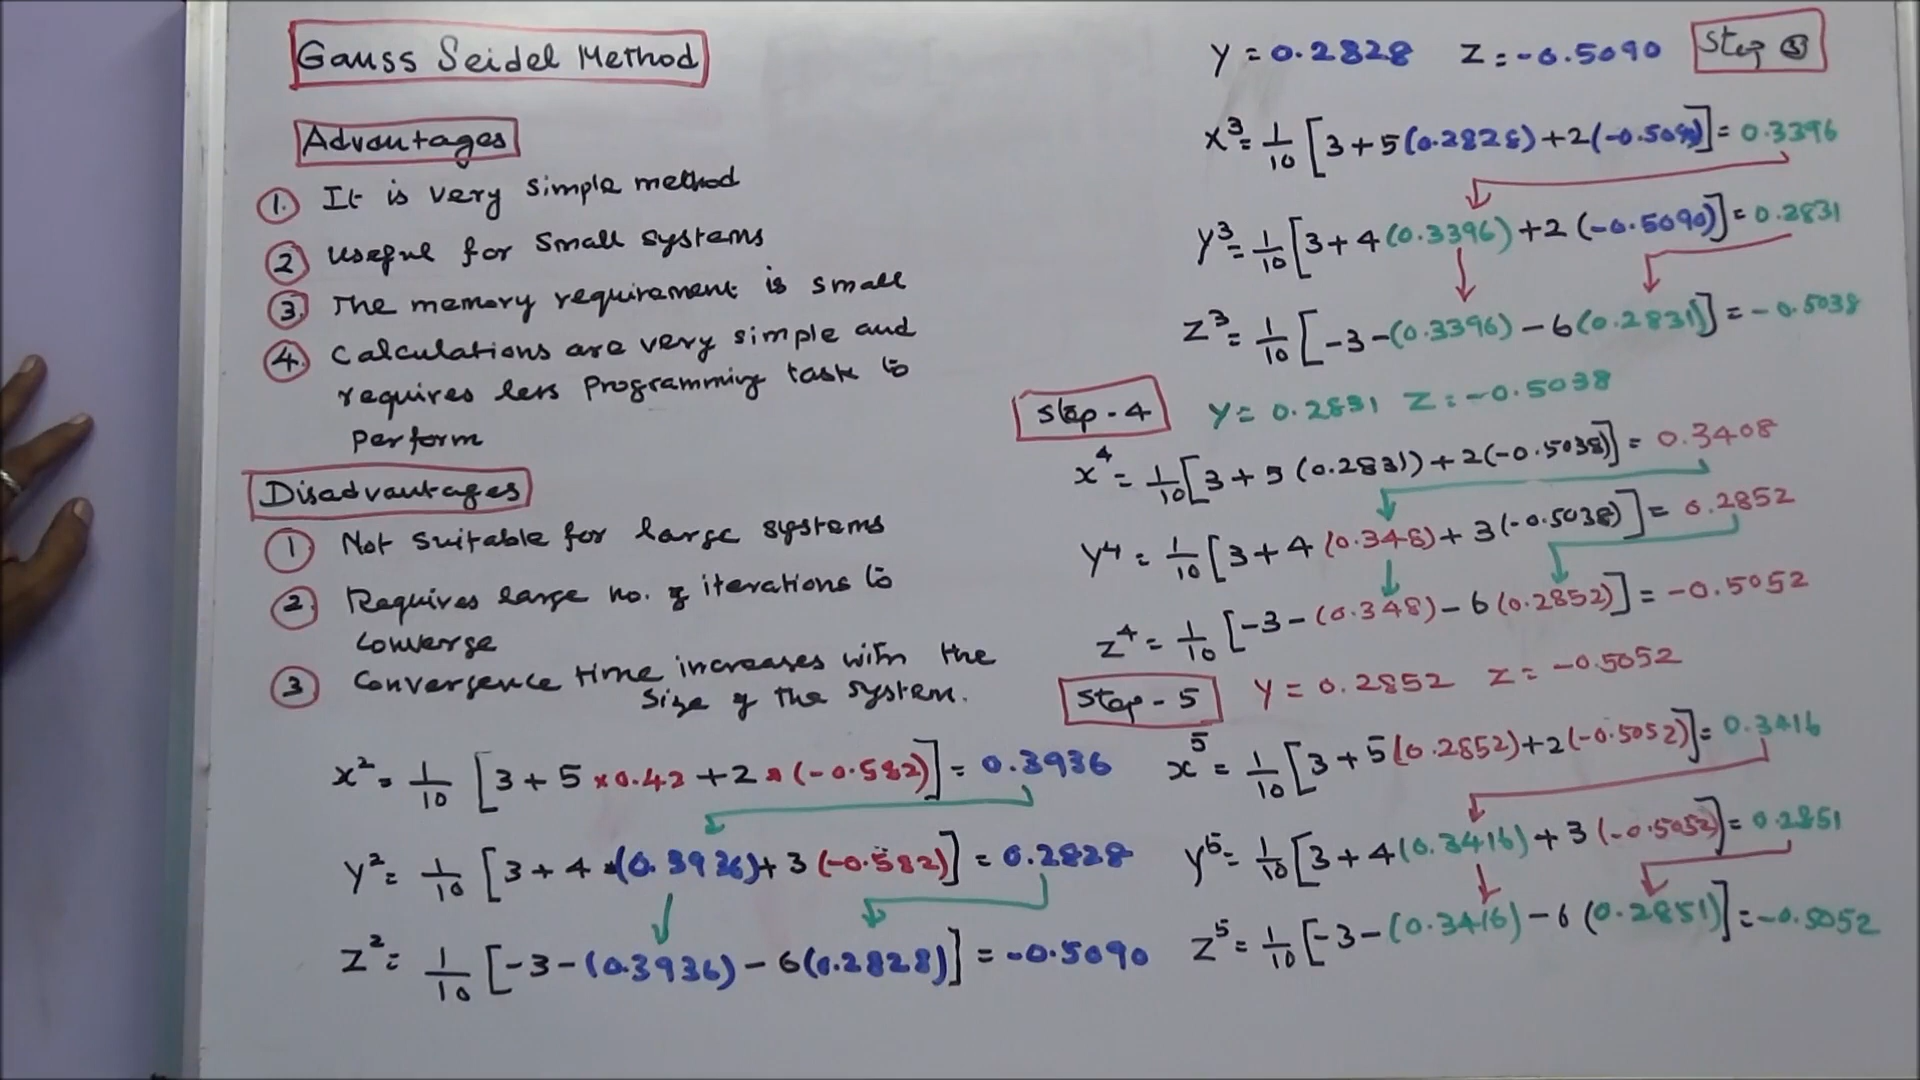 Gauss Seidel Method
Advantages
1. It is very simple method
2 Useful for small systems
3. The memory requirement is small
4. Calculations are very simple and
requires less programming task to
perform
Disadvantages
1 Not suitable for large systems
2. Requires large no. of iterations to
converge
3 Convergence time increases with the
size of the system.
x² = 1/10 [3 + 5 × 0.42 + 2 × (-0.582)] = 0.3936
y² = 1/10 [3 + 4 × (0.3936) + 3 (-0.582)] = 0.2828
z² = 1/10 [-3 - (0.3936) - 6(0.2828)] = -0.5090
y = 0.2828 z = -0.5090 Step 3
x³ = 1/10 [3 + 5(0.2828) + 2(-0.5090)] = 0.3396
y³ = 1/10 [3 + 4(0.3396) + 2(-0.5090)] = 0.2831
z³ = 1/10 [-3 - (0.3396) - 6(0.2831)] = -0.5038
Step - 4 y = 0.2831 z = -0.5038
x⁴ = 1/10 [3 + 5(0.2831) + 2(-0.5038)] = 0.3408
y⁴ = 1/10 [3 + 4(0.348) + 3(-0.5038)] = 0.2852
z⁴ = 1/10 [-3 - (0.348) - 6(0.2852)] = -0.5052
Step - 5 y = 0.2852 z = -0.5052
x⁵ = 1/10 [3 + 5(0.2852) + 2(-0.5052)] = 0.3416
y⁵ = 1/10 [3 + 4(0.3416) + 3(-0.5052)] = 0.2851
z⁵ = 1/10 [-3 - (0.3416) - 6(0.2851)] = -0.5052